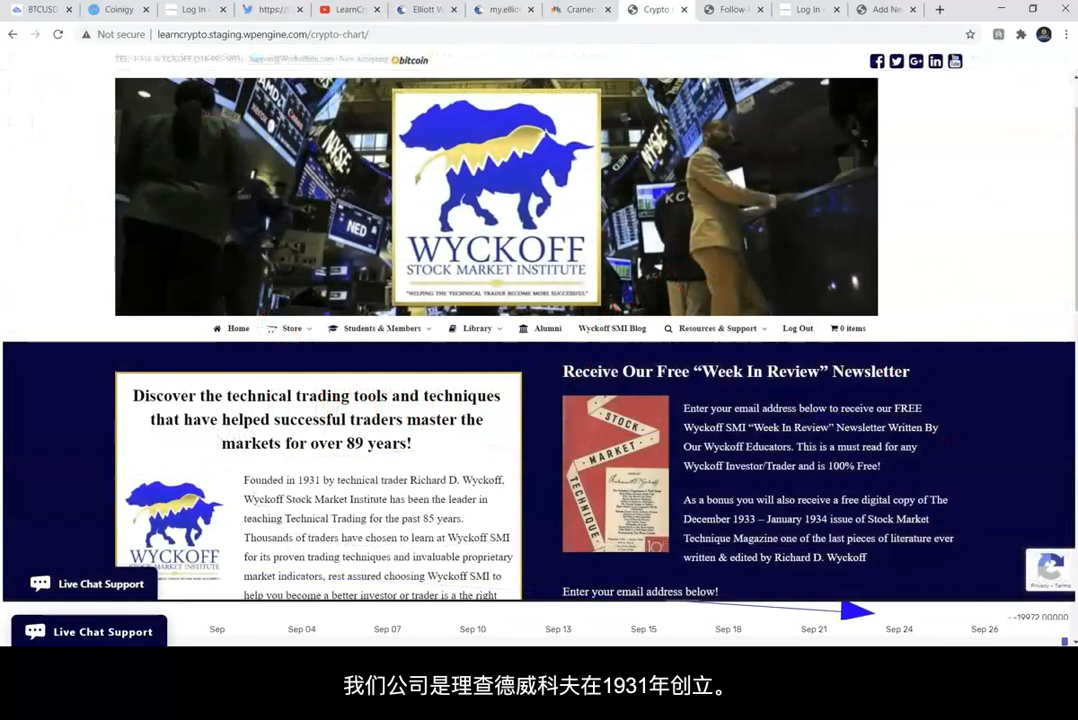 BTCUSD
Coinigy
Log In
https://
LearnCr
Elliott W
my.ellio
Cramer
Crypto
Follow-
Log In
Add Ne
Not secure
learncrypto.staging.wpengine.com/crypto-chart/
Now Accepting bitcoin
AMD
NYSE
NYSE
NED
KC
WYCKOFF
STOCK MARKET INSTITUTE
"HELPING THE TECHNICAL TRADER BECOME MORE SUCCESSFUL."
Home Store Students & Members Library Alumni Wyckoff SMI Blog Resources & Support Log Out 0 items
Discover the technical trading tools and techniques
that have helped successful traders master the
markets for over 89 years!
WYCKOFF
STOCK MARKET INSTITUTE
Founded in 1931 by technical trader Richard D. Wyckoff,
Wyckoff Stock Market Institute has been the leader in
teaching Technical Trading for the past 85 years.
Thousands of traders have chosen to learn at Wyckoff SMI
for its proven trading techniques and invaluable proprietary
market indicators, rest assured choosing Wyckoff SMI to
help you become a better investor or trader is a the right
Receive Our Free “Week In Review” Newsletter
STOCK
MARKET
TECHNIQUE
Enter your email address below to receive our FREE
Wyckoff SMI “Week In Review” Newsletter Written By
Our Wyckoff Educators. This is a must read for any
Wyckoff Investor/Trader and is 100% Free!
As a bonus you will also receive a free digital copy of The
December 1933 – January 1934 issue of Stock Market
Technique Magazine one of the last pieces of literature ever
written & edited by Richard D. Wyckoff
Enter your email address below!
Privacy - Terms
Live Chat Support
Live Chat Support
Sep Sep 04 Sep 07 Sep 10 Sep 13 Sep 15 Sep 18 Sep 21 Sep 24 Sep 26
我们公司是理查德威科夫在1931年创立。